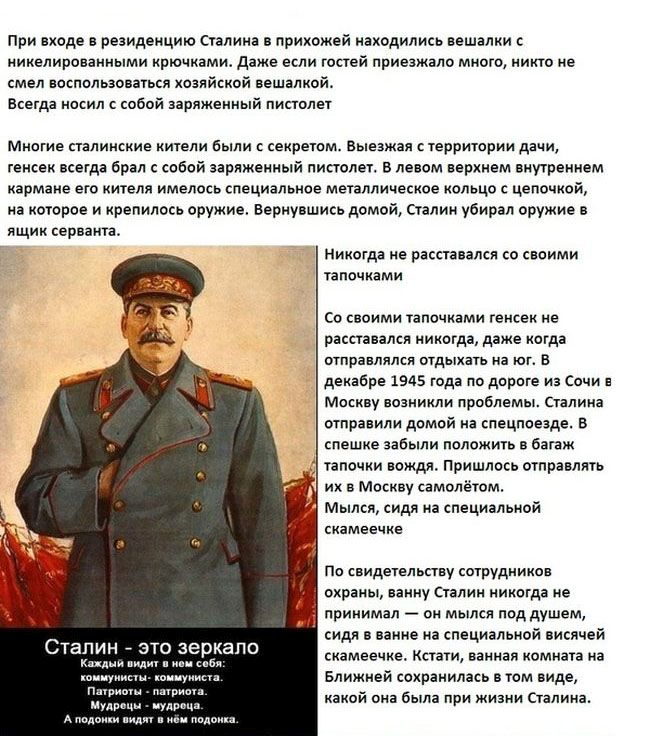 При входе в резиденцию Сталина в прихожей находились вешалки с
никелированными крючками. Даже если гостей приезжало много, никто не
смел воспользоваться хозяйской вешалкой.
Всегда носил с собой заряженный пистолет
Многие сталинские кители были с секретом. Выезжая с территории дачи,
генсек всегда брал с собой заряженный пистолет. В левом верхнем внутреннем
кармане его кителя имелось специальное металлическое кольцо с цепочкой,
на которое и крепилось оружие. Вернувшись домой, Сталин убирал оружие в
ящик серванта.
Никогда не расставался со своими
тапочками
Со своими тапочками генсек не
расставался никогда, даже когда
отправлялся отдыхать на юг. В
декабре 1945 года по дороге из Сочи в
Москву возникли проблемы. Сталина
отправили домой на спецпоезде. В
спешке забыли положить в багаж
тапочки вождя. Пришлось отправлять
их в Москву самолётом.
Мылся, сидя на специальной
скамеечке
По свидетельству сотрудников
охраны, ванну Сталин никогда не
принимал — он мылся под душем,
сидя в ванне на специальной висячей
скамеечке. Кстати, ванная комната на
Ближней сохранилась в том виде,
какой она была при жизни Сталина.
Сталин - это зеркало
Каждый видит в нем себя:
коммунисты- коммуниста.
Патриоты - патриота.
Мудрецы - мудреца.
А подонки видят в нём подонка.